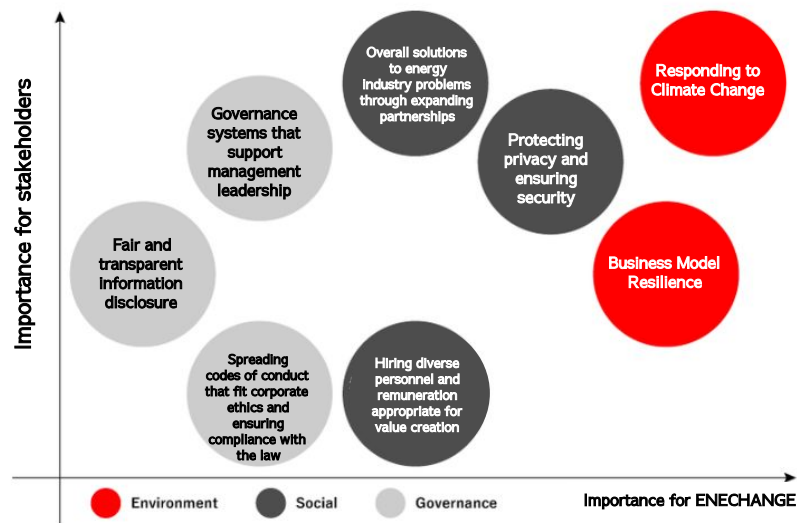 Importance for stakeholders
Overall solutions
to energy
industry problems
through expanding
partnerships
Responding to
Climate Change
Governance
systems that
support
management
leadership
Protecting
privacy and
ensuring
security
Fair and
transparent
information
disclosure
Business Model
Resilience
Spreading
codes of conduct
that fit corporate
ethics and
ensuring
compliance with
the law
Hiring diverse
personnel and
remuneration
appropriate for
value creation
Environment
Social
Governance
Importance for ENECHANGE